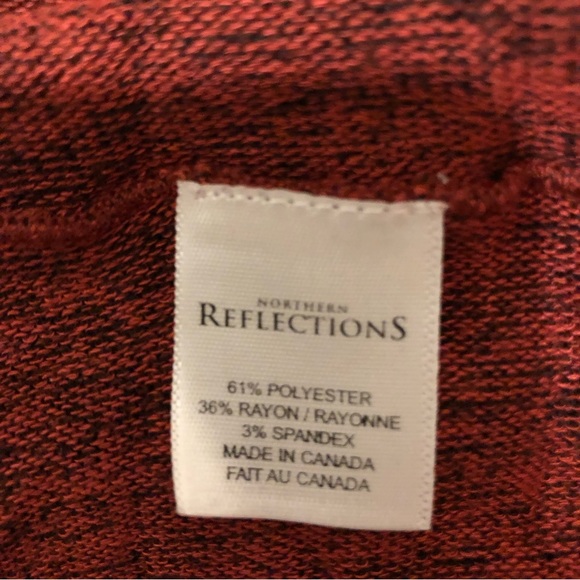 NORTHERN
REFLECTIONS
61% POLYESTER
36% RAYON / RAYONNE
3% SPANDEX
MADE IN CANADA
FAIT AU CANADA